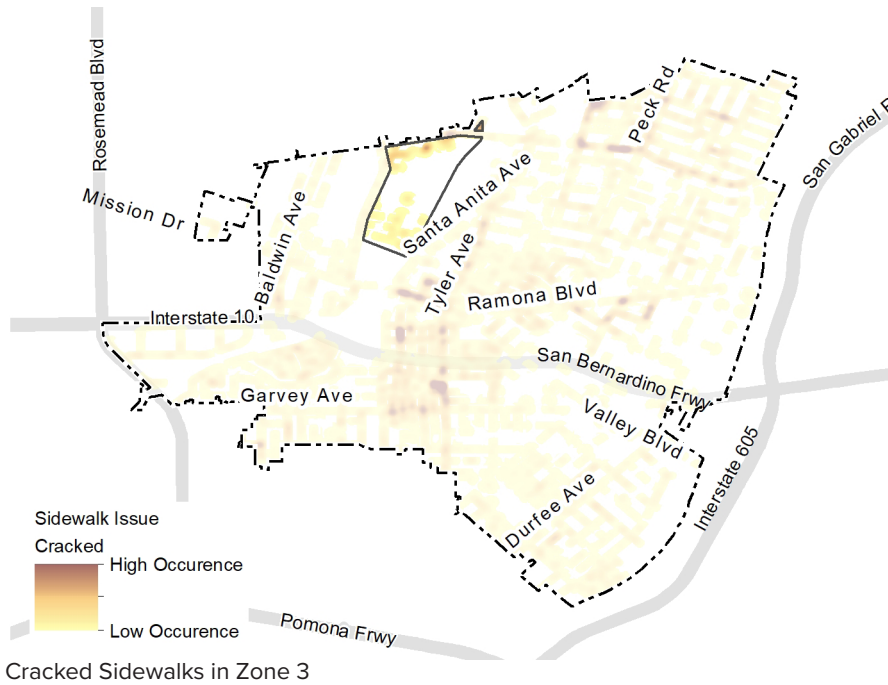 Rosemead Blvd
Peck Rd
San Gabriel R
Mission Dr
Baldwin Ave
Santa Anita Ave
Tyler Ave
Ramona Blvd
Interstate 10
San Bernardino Frwy
Garvey Ave
Valley Blvd
Interstate 605
Durfee Ave
Sidewalk Issue
Cracked
High Occurence
Low Occurence
Pomona Frwy
Cracked Sidewalks in Zone 3